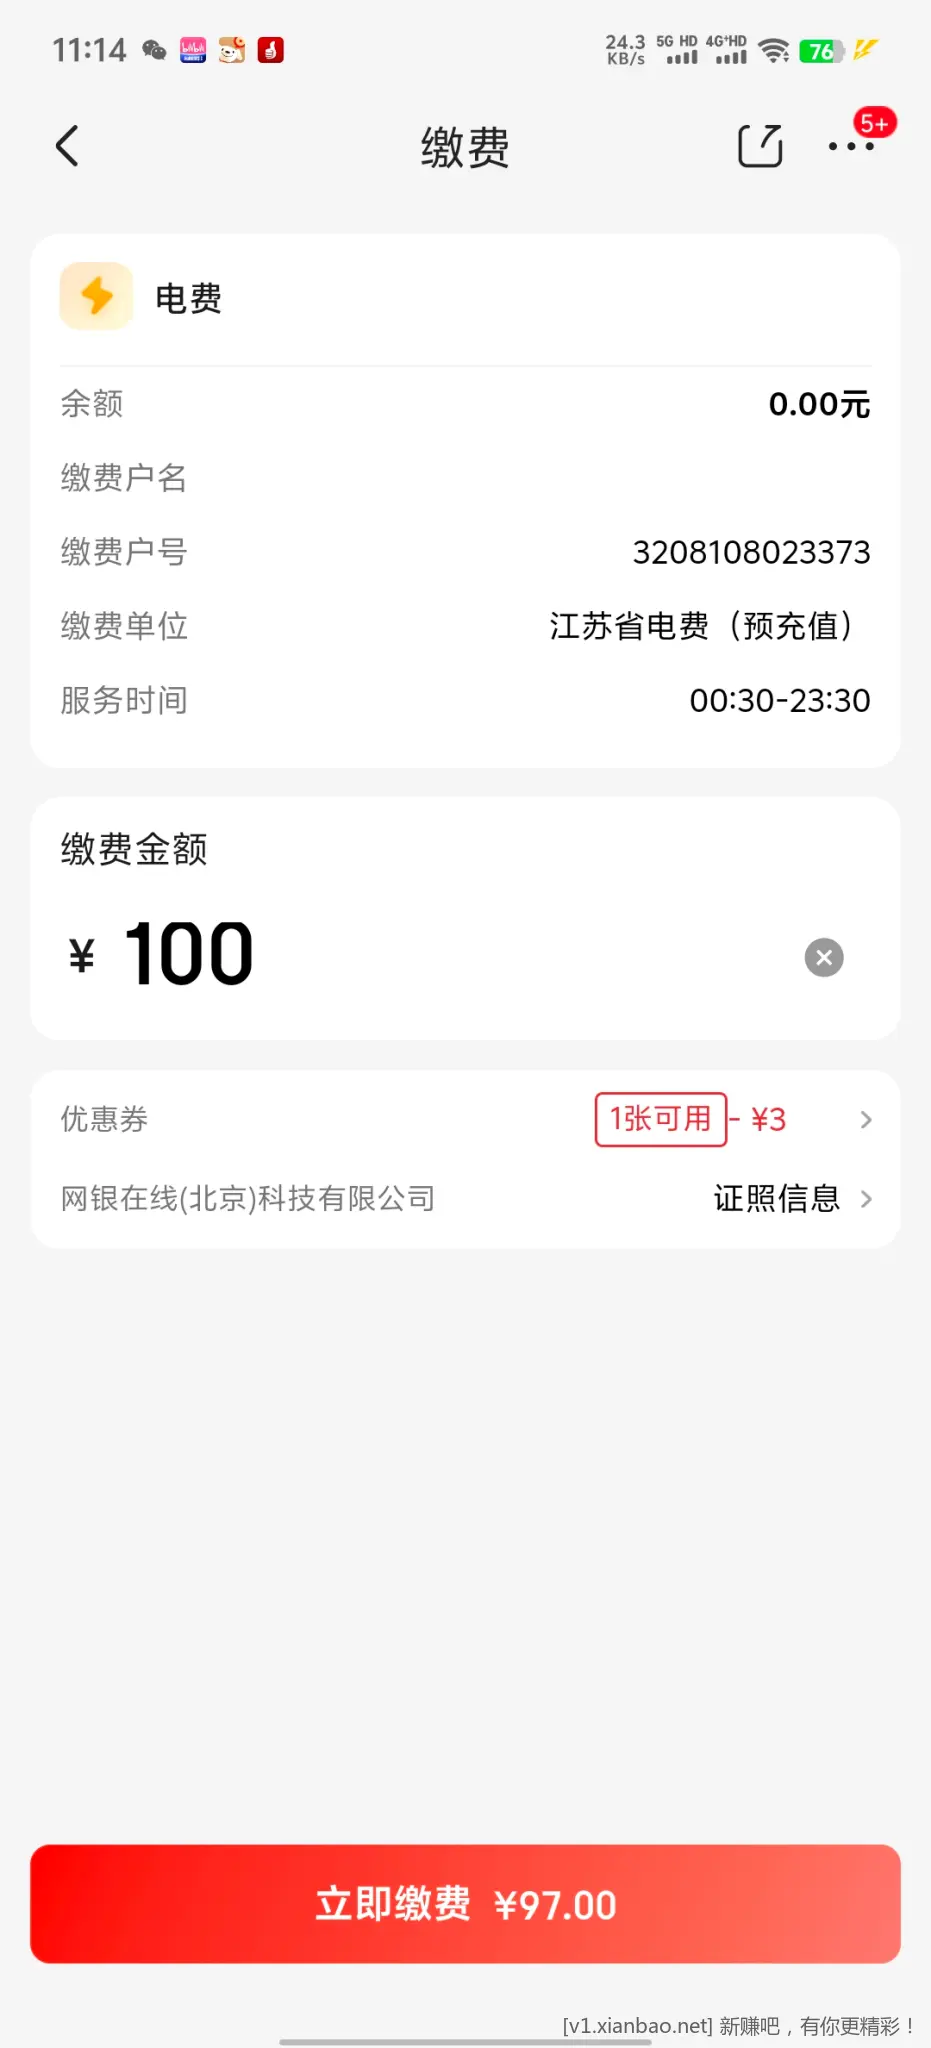 11:14
24.3 KB/s 5G HD 4G+HD 76
缴费
5+
电费
余额 0.00元
缴费户名
缴费户号 3208108023373
缴费单位 江苏省电费（预充值）
服务时间 00:30-23:30
缴费金额
¥ 100
优惠券 1张可用 - ¥3
网银在线(北京)科技有限公司 证照信息
立即缴费 ¥97.00
[v1.xianbao.net] 新赚吧，有你更精彩！